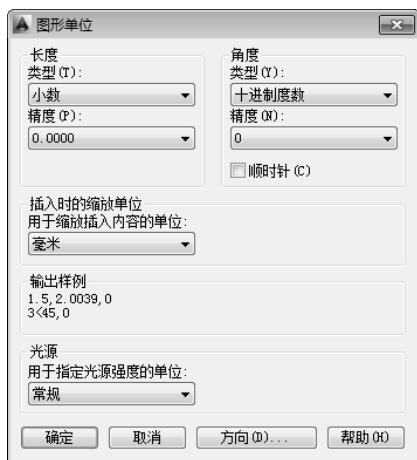 图形单位
长度
类型(T):
小数
精度(P):
0.0000
角度
类型(Y):
十进制度数
精度(N):
0
顺时针(C)
插入时的缩放单位
用于缩放插入内容的单位:
毫米
输出样例
1.5,2.0039,0
3<45,0
光源
用于指定光源强度的单位:
常规
确定 取消 方向(D)... 帮助(H)